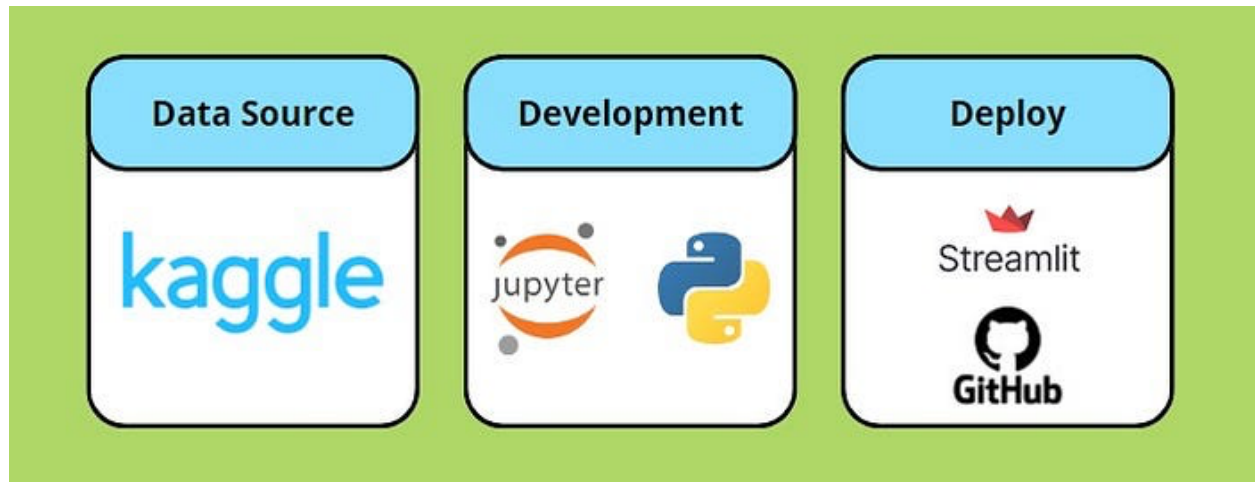 Data Source
kaggle
Development
jupyter
Deploy
Streamlit
GitHub